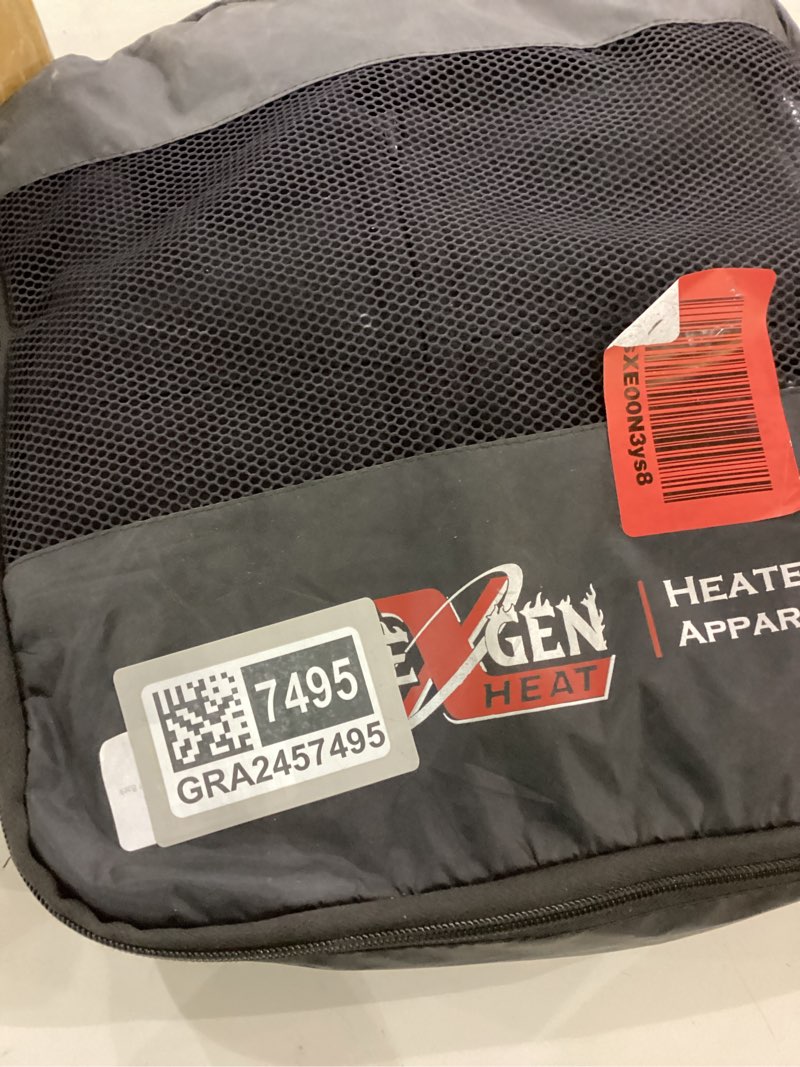 XE00N3ys8
GEN
HEAT
HEATE
APPAR
7495
GRA2457495